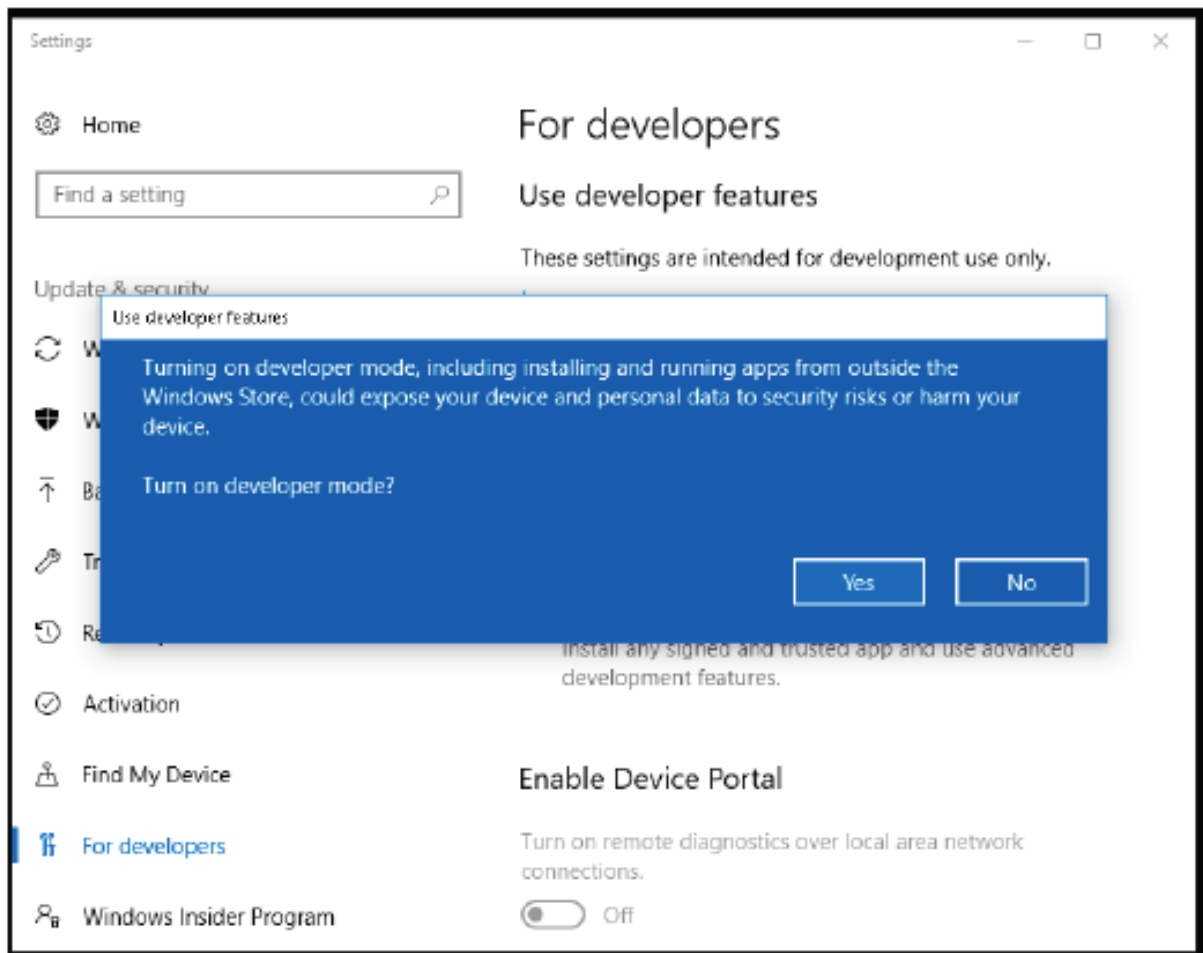 Settings
Home
For developers
Find a setting
Use developer features
These settings are intended for development use only.
Update & security
Use developer features
Turning on developer mode, including installing and running apps from outside the
Windows Store, could expose your device and personal data to security risks or harm your
device.
Turn on developer mode?
Yes
No
Install any signed and trusted app and use advanced
development features.
Activation
Find My Device
Enable Device Portal
Turn on remote diagnostics over local area network
connections.
For developers
Off
Windows Insider Program